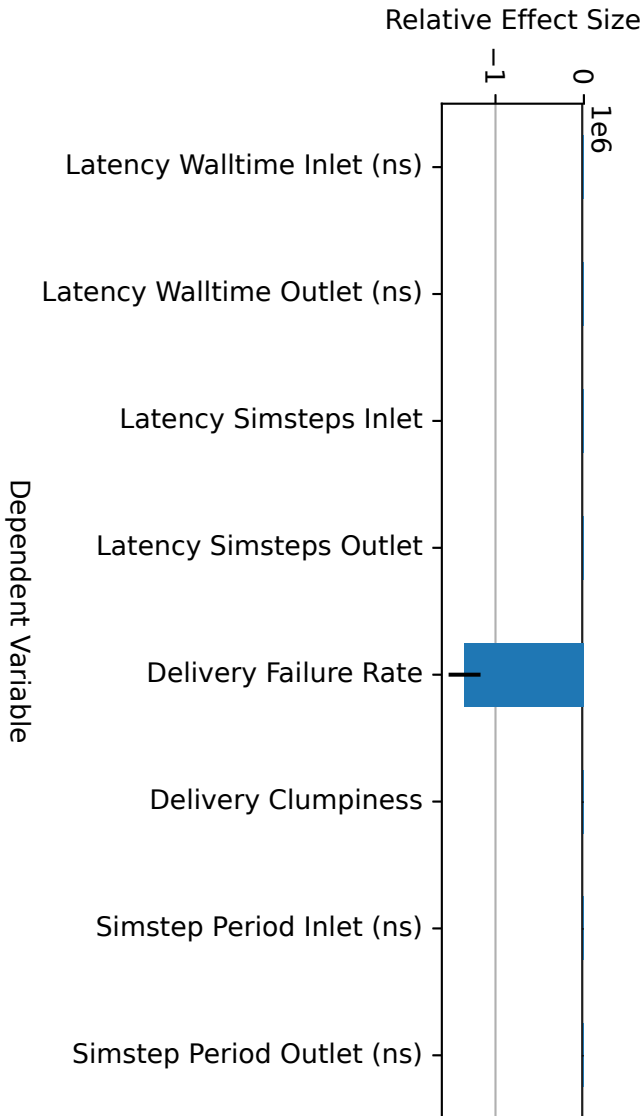 Relative Effect Size
−1
0
1e6
Latency Walltime Inlet (ns)
Latency Walltime Outlet (ns)
Latency Simsteps Inlet
Latency Simsteps Outlet
Delivery Failure Rate
Delivery Clumpiness
Simstep Period Inlet (ns)
Simstep Period Outlet (ns)
Dependent Variable